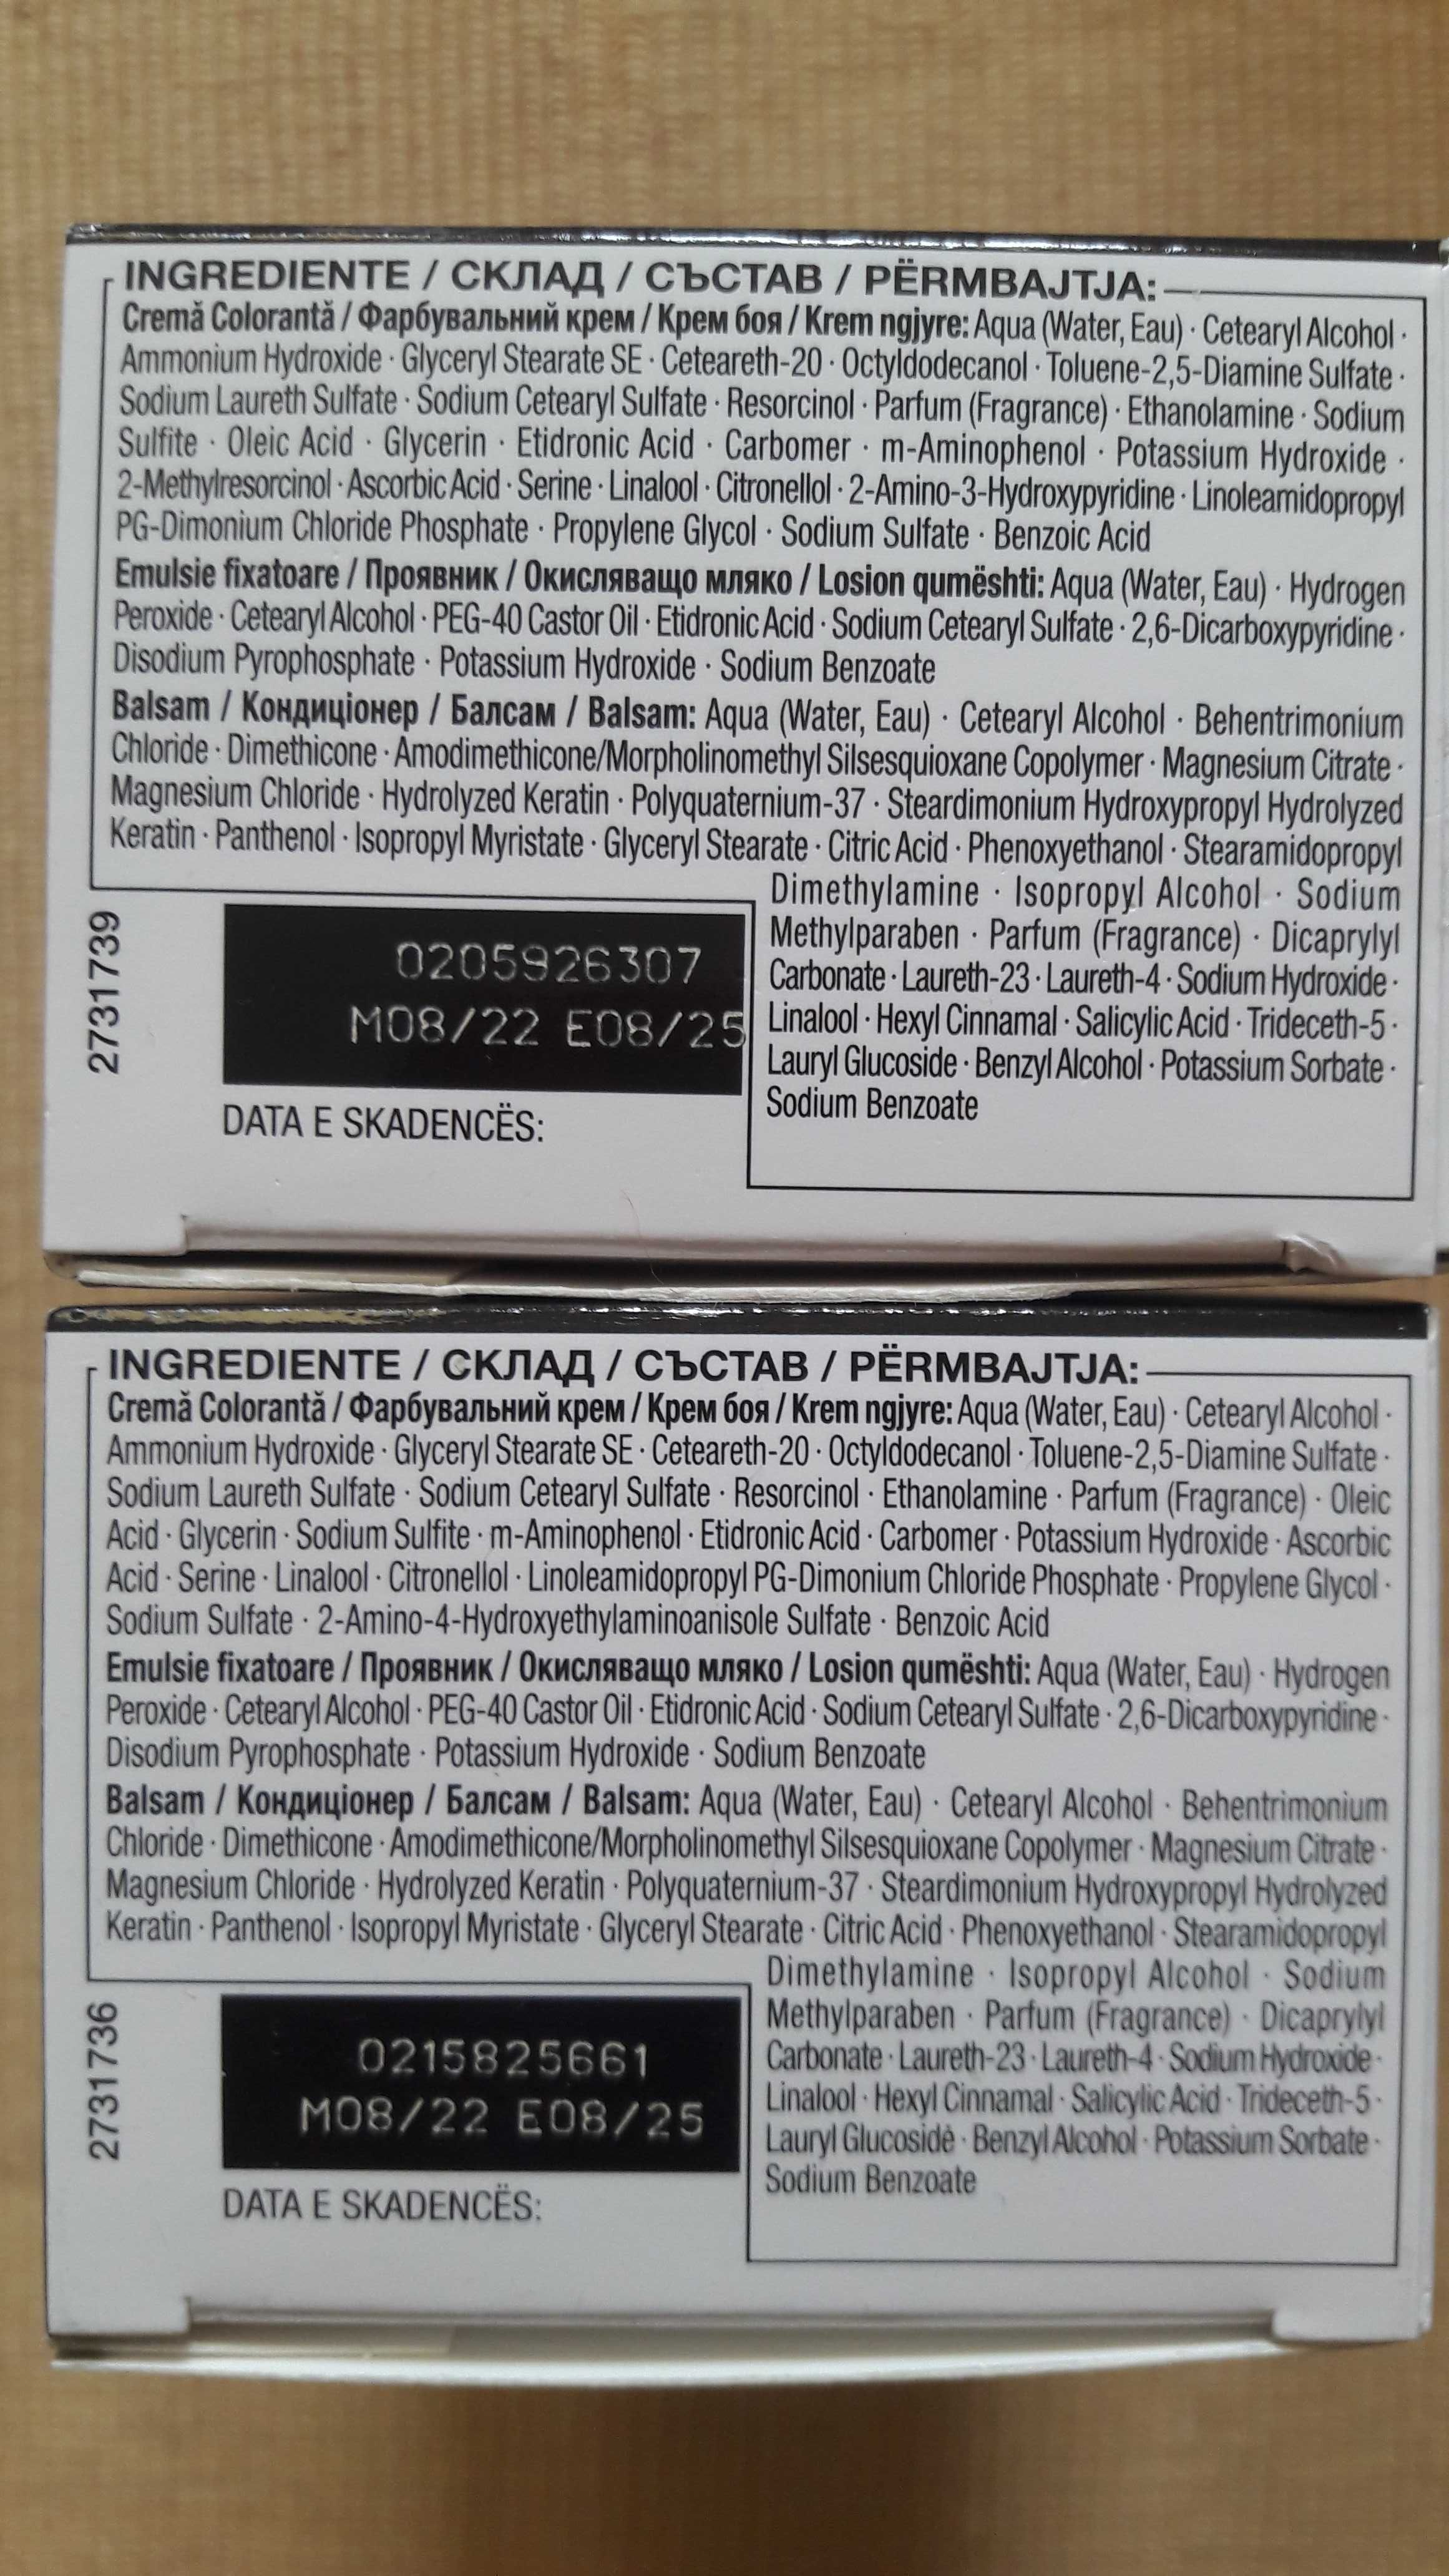 INGREDIENTE / СКЛАД / СЪСТАВ / PËRMBAJTJA:
Cremă Colorantă / Фарбувальний крем / Крем боя / Krem ngjyre: Aqua (Water, Eau) · Cetearyl Alcohol ·
Ammonium Hydroxide · Glyceryl Stearate SE · Ceteareth-20 · Octyldodecanol · Toluene-2,5-Diamine Sulfate ·
Sodium Laureth Sulfate · Sodium Cetearyl Sulfate · Resorcinol · Parfum (Fragrance) · Ethanolamine · Sodium
Sulfite · Oleic Acid · Glycerin · Etidronic Acid · Carbomer · m-Aminophenol · Potassium Hydroxide ·
2-Methylresorcinol · Ascorbic Acid · Serine · Linalool · Citronellol · 2-Amino-3-Hydroxypyridine · Linoleamidopropyl
PG-Dimonium Chloride Phosphate · Propylene Glycol · Sodium Sulfate · Benzoic Acid
Emulsie fixatoare / Проявник / Окисляващо мляко / Losion qumështi: Aqua (Water, Eau) · Hydrogen
Peroxide · Cetearyl Alcohol · PEG-40 Castor Oil · Etidronic Acid · Sodium Cetearyl Sulfate · 2,6-Dicarboxypyridine ·
Disodium Pyrophosphate · Potassium Hydroxide · Sodium Benzoate
Balsam / Кондиціонер / Балсам / Balsam: Aqua (Water, Eau) · Cetearyl Alcohol · Behentrimonium
Chloride · Dimethicone · Amodimethicone/Morpholinomethyl Silsesquioxane Copolymer · Magnesium Citrate ·
Magnesium Chloride · Hydrolyzed Keratin · Polyquaternium-37 · Steardimonium Hydroxypropyl Hydrolyzed
Keratin · Panthenol · Isopropyl Myristate · Glyceryl Stearate · Citric Acid · Phenoxyethanol · Stearamidopropyl
Dimethylamine · Isopropyl Alcohol · Sodium
Methylparaben · Parfum (Fragrance) · Dicaprylyl
Carbonate · Laureth-23 · Laureth-4 · Sodium Hydroxide ·
Linalool · Hexyl Cinnamal · Salicylic Acid · Trideceth-5 ·
Lauryl Glucoside · Benzyl Alcohol · Potassium Sorbate ·
Sodium Benzoate
2731739
0205926307
M08/22 E08/25
DATA E SKADENCËS:
INGREDIENTE / СКЛАД / СЪСТАВ / PËRMBAJTJA:
Cremă Colorantă / Фарбувальний крем / Крем боя / Krem ngjyre: Aqua (Water, Eau) · Cetearyl Alcohol ·
Ammonium Hydroxide · Glyceryl Stearate SE · Ceteareth-20 · Octyldodecanol · Toluene-2,5-Diamine Sulfate ·
Sodium Laureth Sulfate · Sodium Cetearyl Sulfate · Resorcinol · Ethanolamine · Parfum (Fragrance) · Oleic
Acid · Glycerin · Sodium Sulfite · m-Aminophenol · Etidronic Acid · Carbomer · Potassium Hydroxide · Ascorbic
Acid · Serine · Linalool · Citronellol · Linoleamidopropyl PG-Dimonium Chloride Phosphate · Propylene Glycol ·
Sodium Sulfate · 2-Amino-4-Hydroxyethylaminoanisole Sulfate · Benzoic Acid
Emulsie fixatoare / Проявник / Окисляващо мляко / Losion qumështi: Aqua (Water, Eau) · Hydrogen
Peroxide · Cetearyl Alcohol · PEG-40 Castor Oil · Etidronic Acid · Sodium Cetearyl Sulfate · 2,6-Dicarboxypyridine ·
Disodium Pyrophosphate · Potassium Hydroxide · Sodium Benzoate
Balsam / Кондиціонер / Балсам / Balsam: Aqua (Water, Eau) · Cetearyl Alcohol · Behentrimonium
Chloride · Dimethicone · Amodimethicone/Morpholinomethyl Silsesquioxane Copolymer · Magnesium Citrate ·
Magnesium Chloride · Hydrolyzed Keratin · Polyquaternium-37 · Steardimonium Hydroxypropyl Hydrolyzed
Keratin · Panthenol · Isopropyl Myristate · Glyceryl Stearate · Citric Acid · Phenoxyethanol · Stearamidopropyl
Dimethylamine · Isopropyl Alcohol · Sodium
Methylparaben · Parfum (Fragrance) · Dicaprylyl
Carbonate · Laureth-23 · Laureth-4 · Sodium Hydroxide ·
Linalool · Hexyl Cinnamal · Salicylic Acid · Trideceth-5 ·
Lauryl Glucoside · Benzyl Alcohol · Potassium Sorbate ·
Sodium Benzoate
2731736
0215825661
M08/22 E08/25
DATA E SKADENCËS: